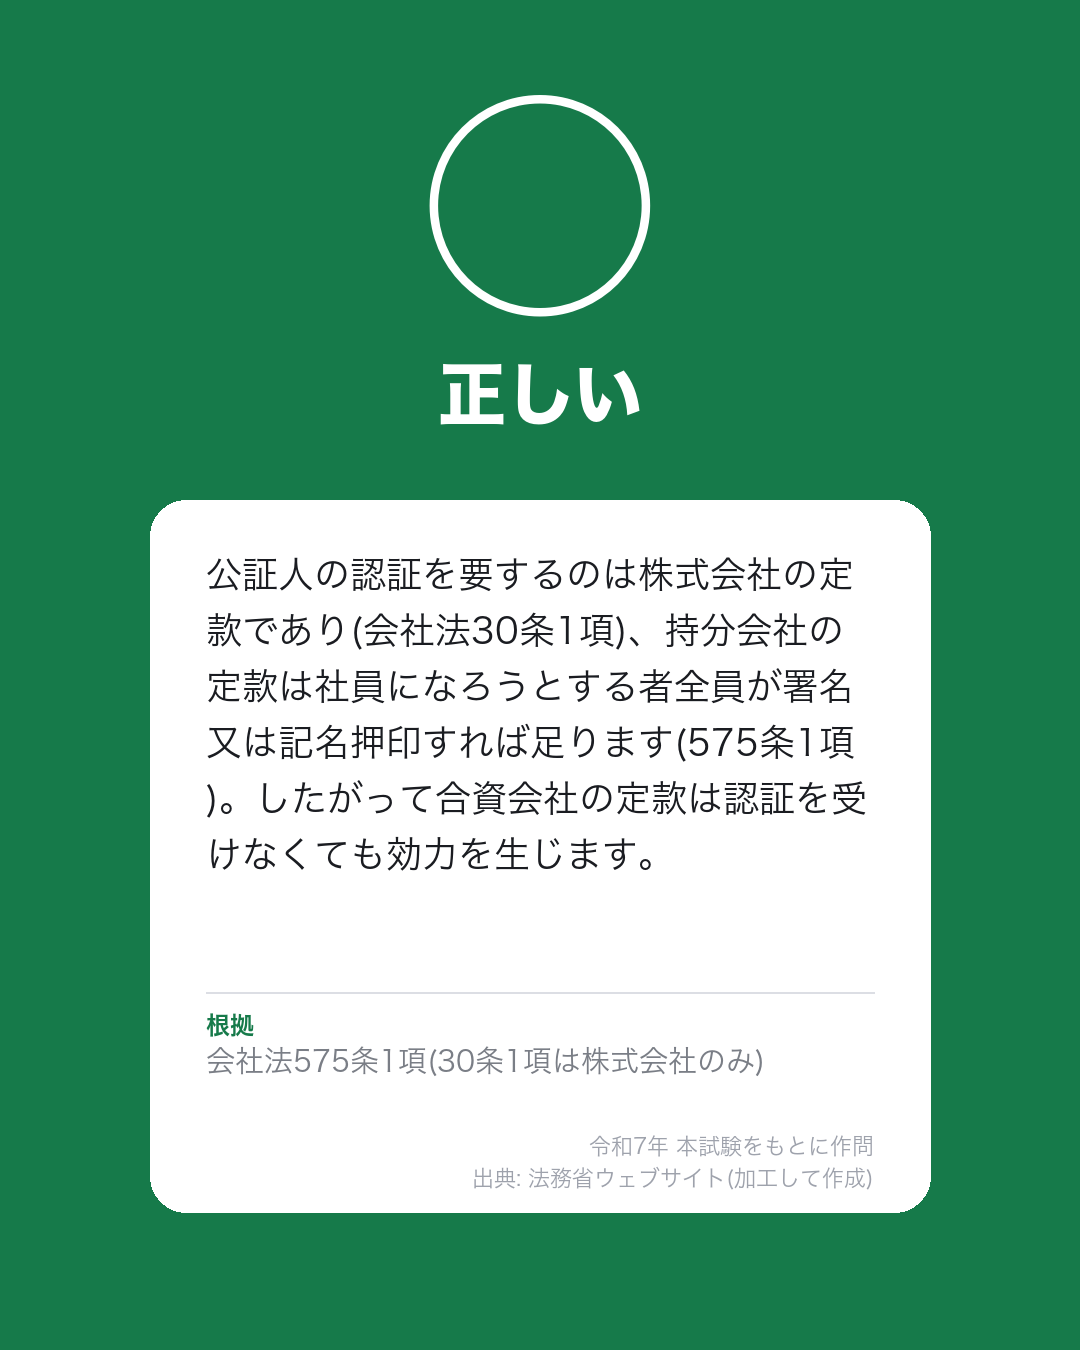 正しい
公証人の認証を要するのは株式会社の定
款であり(会社法30条1項)、持分会社の
定款は社員になろうとする者全員が署名
又は記名押印すれば足ります(575条1項
)。したがって合資会社の定款は認証を受
けなくても効力を生じます。
根拠
会社法575条1項(30条1項は株式会社のみ)
令和7年 本試験をもとに作問
出典: 法務省ウェブサイト(加工して作成)